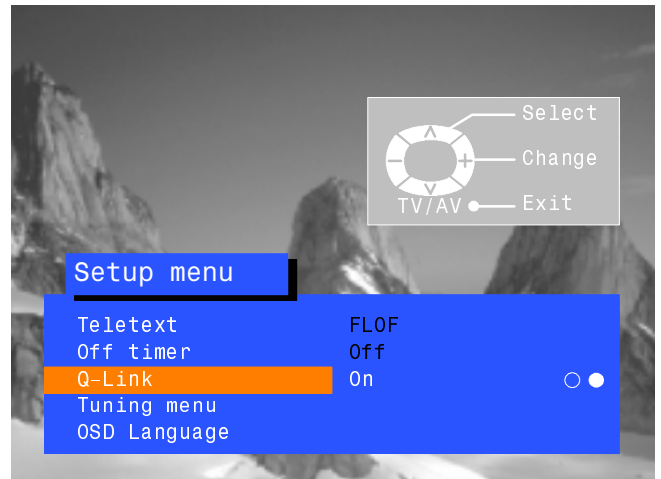 Select
Change
TV/AV Exit
Setup menu
Teletext FLOF
Off timer Off
Q-Link On
Tuning menu
OSD Language